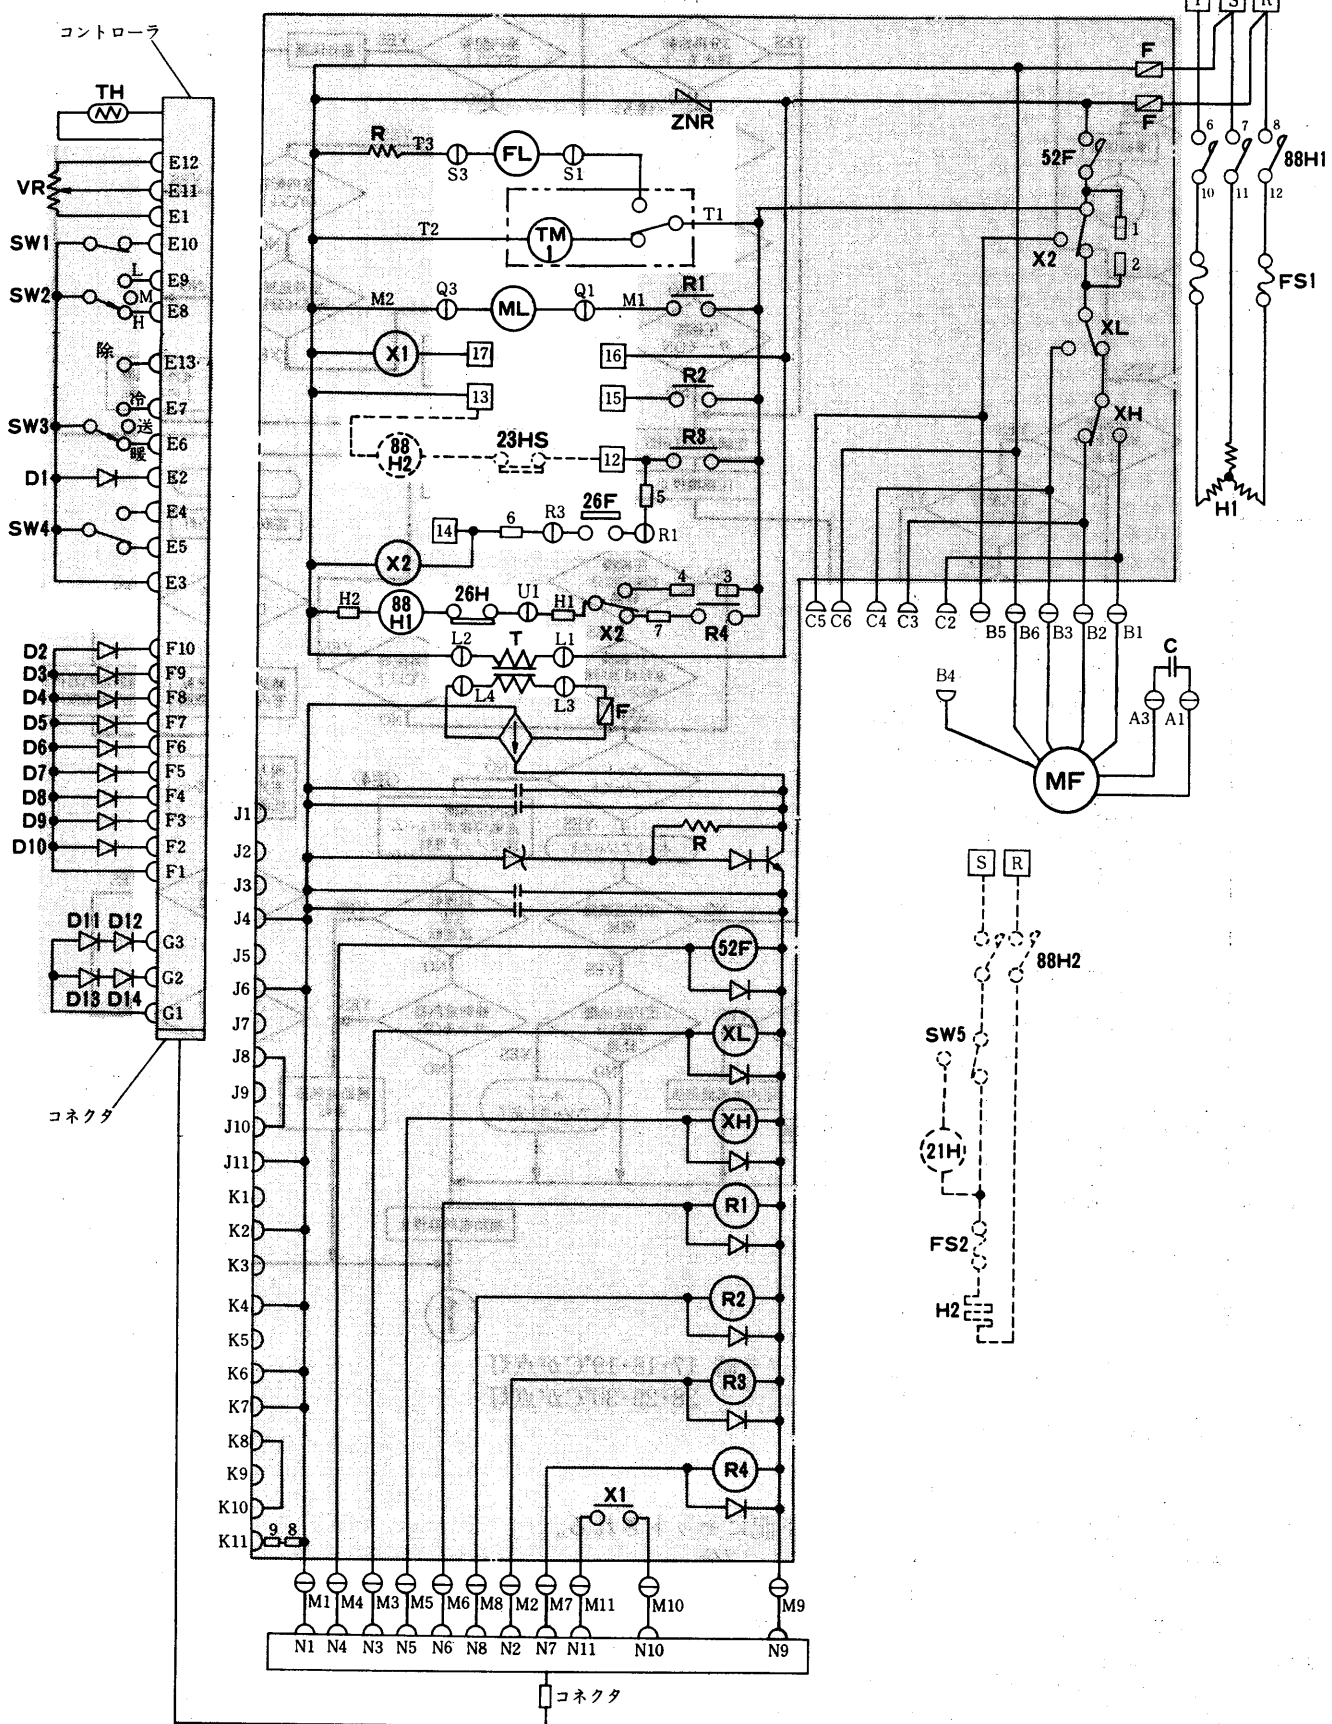 T S R
コントローラ
TH
F
ZNR
F
R T3 S3 FL S1
52F
6 7 8
88H1
10 11 12
E12
VR E11
E1
T2 TM T1
1
X2
2
SW1 E10
L E9
SW2 M
H E8
FS1
M2 Q3 ML Q1 M1 R1
XL
X1 17 16
除 E13
13 15 R2
XH
冷 E7
SW3 送
暖 E6
88
H2
23HS 12 R3
D1 E2
5
H1
E4
SW4
E5
14 6 R3 26F R1
X2
E3
4 3
H2 88
H1
26H U1 H1 X2 7 R4
C5 C6 C4 C3 C2 B5 B6 B3 B2 B1
L2 T L1
L4 L3 F
D2 F10
D3 F9
D4 F8
D5 F7
D6 F6
D7 F5
D8 F4
D9 F3
D10 F2
F1
B4
C
A3 A1
MF
J1
J2
R
J3
J4
J5
J6
J7
J8
J9
J10
J11
K1
K2
K3
K4
K5
K6
K7
K8
K9
K10
K11 9 8
D11 D12 G3
G2
D13 D14
G1
コネクタ
52F
XL
XH
R1
R2
R3
R4
X1
S R
88H2
SW5
21H
FS2
H2
M1 M4 M3 M5 M6 M8 M2 M7 M11 M10 M9
N1 N4 N3 N5 N6 N8 N2 N7 N11 N10 N9
コネクタ